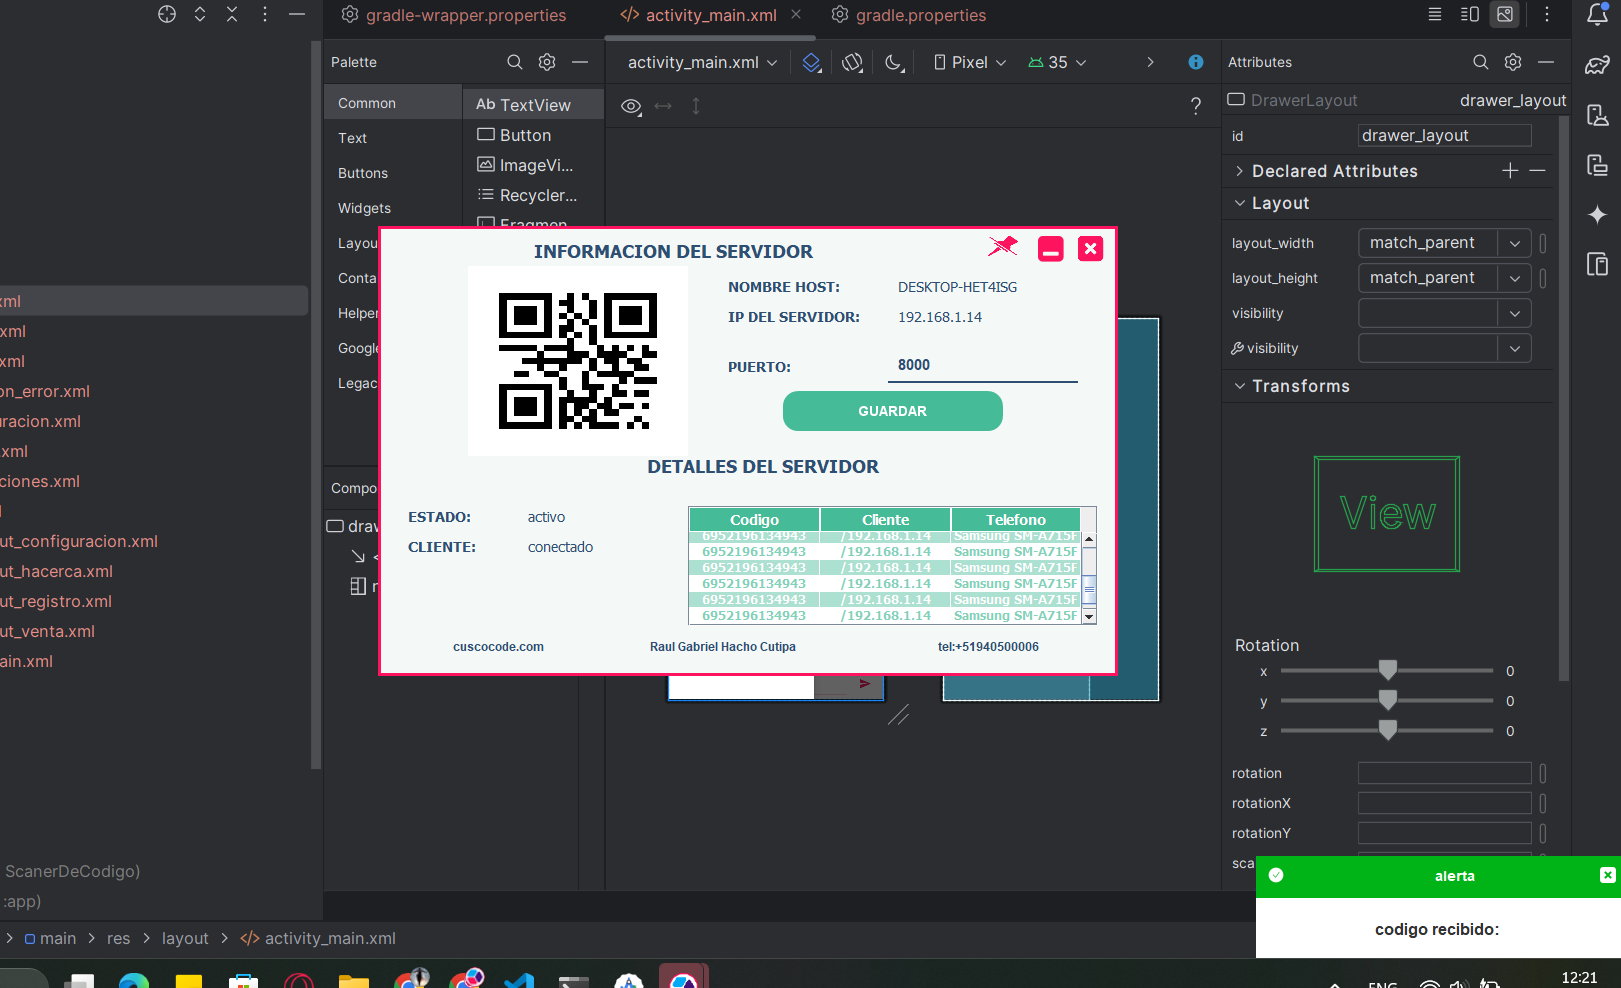 gradle-wrapper.properties
activity_main.xml
gradle.properties
Palette
activity_main.xml
Pixel
35
Attributes
Common
Text
Buttons
Widgets
Ab TextView
Button
ImageVi...
Recycler...
DrawerLayout
drawer_layout
id
drawer_layout
Declared Attributes
Layout
layout_width
match_parent
layout_height
match_parent
visibility
visibility
Transforms
View
Rotation
x
0
y
0
z
0
rotation
rotationX
rotationY
Layou
Conta
Helper
Google
Legac
Compo
draw
xml
xml
xml
on_error.xml
uracion.xml
.xml
ciones.xml
ut_configuracion.xml
ut_hacerca.xml
ut_registro.xml
ut_venta.xml
ain.xml
ScanerDeCodigo)
:app)
INFORMACION DEL SERVIDOR
NOMBRE HOST:
DESKTOP-HET4ISG
IP DEL SERVIDOR:
192.168.1.14
PUERTO:
8000
GUARDAR
DETALLES DEL SERVIDOR
ESTADO:
activo
CLIENTE:
conectado
Codigo Cliente Telefono
6952196134943 /192.168.1.14 Samsung SM-A715F
6952196134943 /192.168.1.14 Samsung SM-A715F
6952196134943 /192.168.1.14 Samsung SM-A715F
6952196134943 /192.168.1.14 Samsung SM-A715F
6952196134943 /192.168.1.14 Samsung SM-A715F
6952196134943 /192.168.1.14 Samsung SM-A715F
cuscocode.com
Raul Gabriel Hacho Cutipa
tel:+51940500006
alerta
codigo recibido:
main > res > layout > activity_main.xml
ENG
12:21